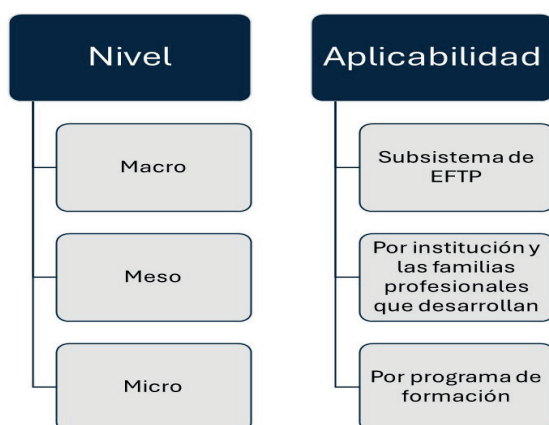 Nivel
Aplicabilidad
Macro
Subsistema de
EFTP
Meso
Por institución y
las familias
profesionales
que desarrollan
Micro
Por programa de
formación